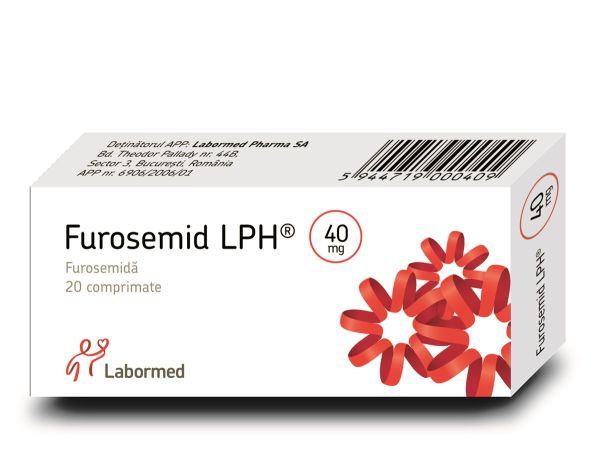 Deținătorul APP: Labormed Pharma SA
Bd. Theodor Pallady nr. 44B,
Sector 3, București, România
APP nr. 6906/2006/01
5 944719 000409
Furosemid LPH® 40 mg
Furosemidă
20 comprimate
Labormed
Furosemid LPH® 40 mg